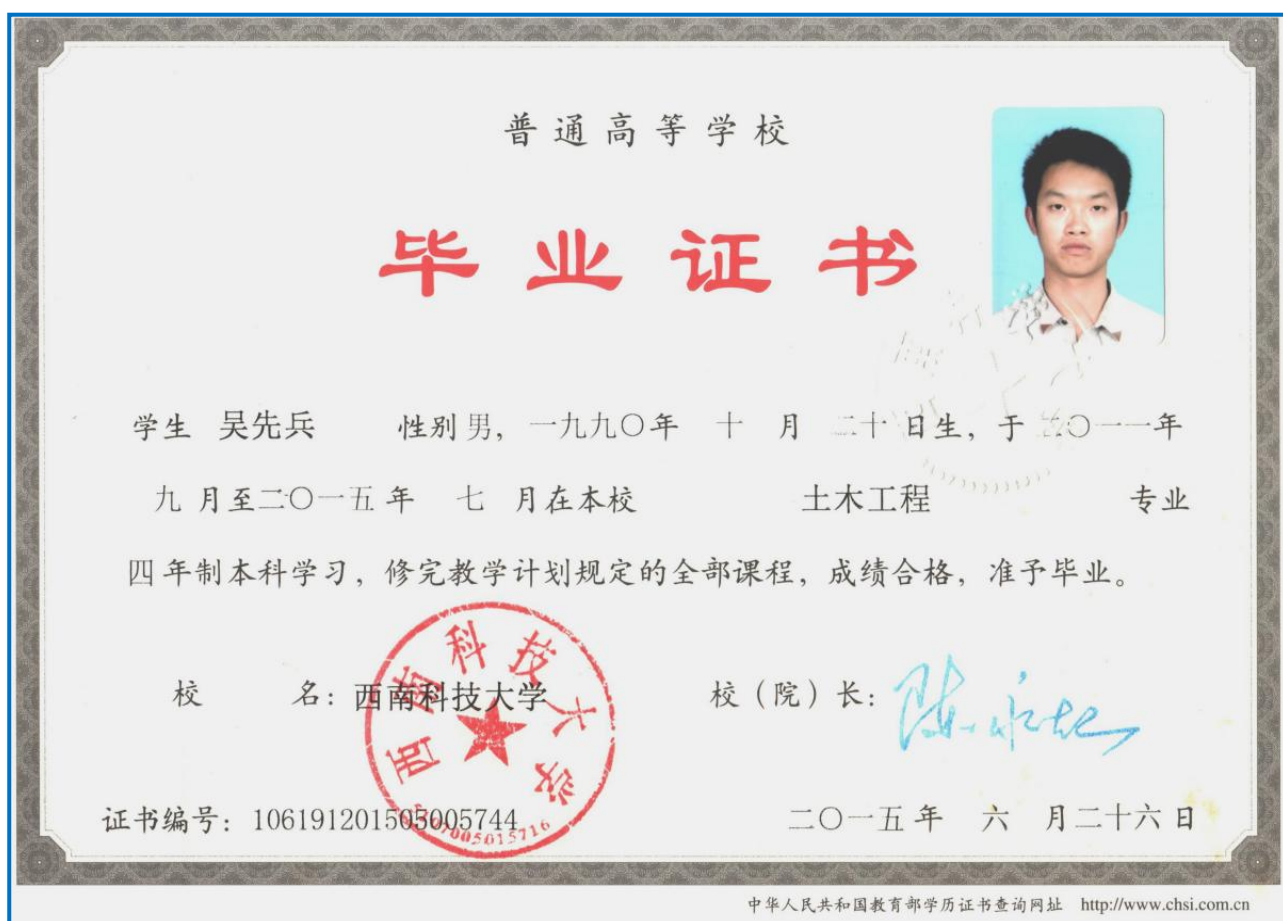 普通高等学校
毕业证书
学生 吴先兵 性别 男, 一九九〇年 十 月 二十 日生, 于 二〇一一年
九 月至二〇一五 年 七 月在本校 土木工程 专业
四 年制本科学习, 修完教学计划规定的全部课程, 成绩合格, 准予毕业。
西南科技大学
校 名: 西南科技大学 校 (院) 长:
证书编号: 106191201505005744 二〇一五 年 六 月二十六 日
中华人民共和国教育部学历证书查询网址 http://www.chsi.com.cn